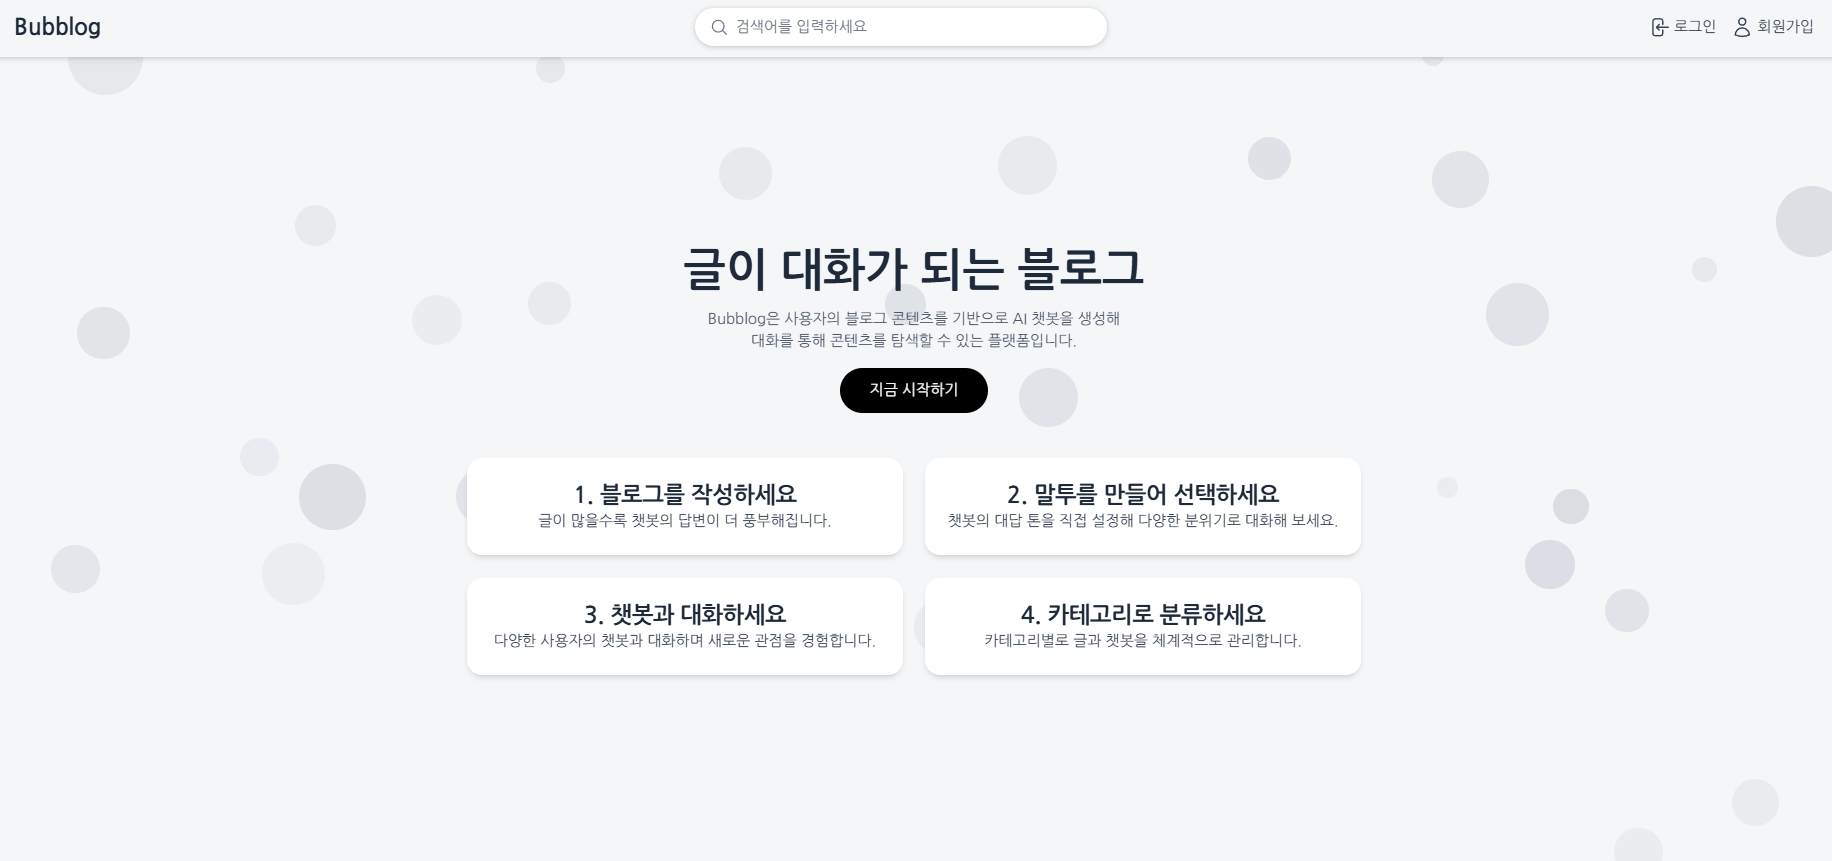 Bubblog
검색어를 입력하세요
로그인
회원가입
글이 대화가 되는 블로그
Bubblog은 사용자의 블로그 콘텐츠를 기반으로 AI 챗봇을 생성해
대화를 통해 콘텐츠를 탐색할 수 있는 플랫폼입니다.
지금 시작하기
1. 블로그를 작성하세요
글이 많을수록 챗봇의 답변이 더 풍부해집니다.
2. 말투를 만들어 선택하세요
챗봇의 대답 톤을 직접 설정해 다양한 분위기로 대화해 보세요.
3. 챗봇과 대화하세요
다양한 사용자의 챗봇과 대화하며 새로운 관점을 경험합니다.
4. 카테고리로 분류하세요
카테고리별로 글과 챗봇을 체계적으로 관리합니다.